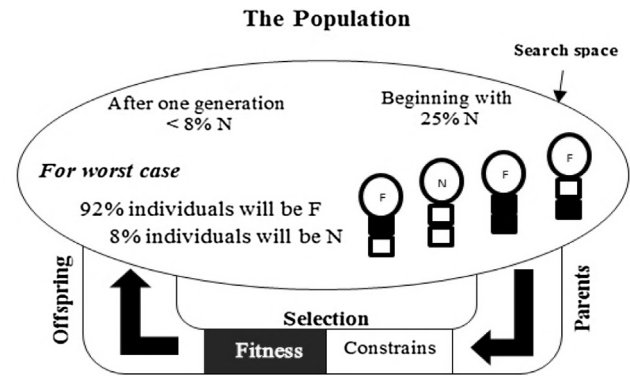 The Population
Search space
After one generation
< 8% N
Beginning with
25% N
For worst case
92% individuals will be F
8% individuals will be N
F
N
F
F
Offspring
Parents
Selection
Fitness
Constrains